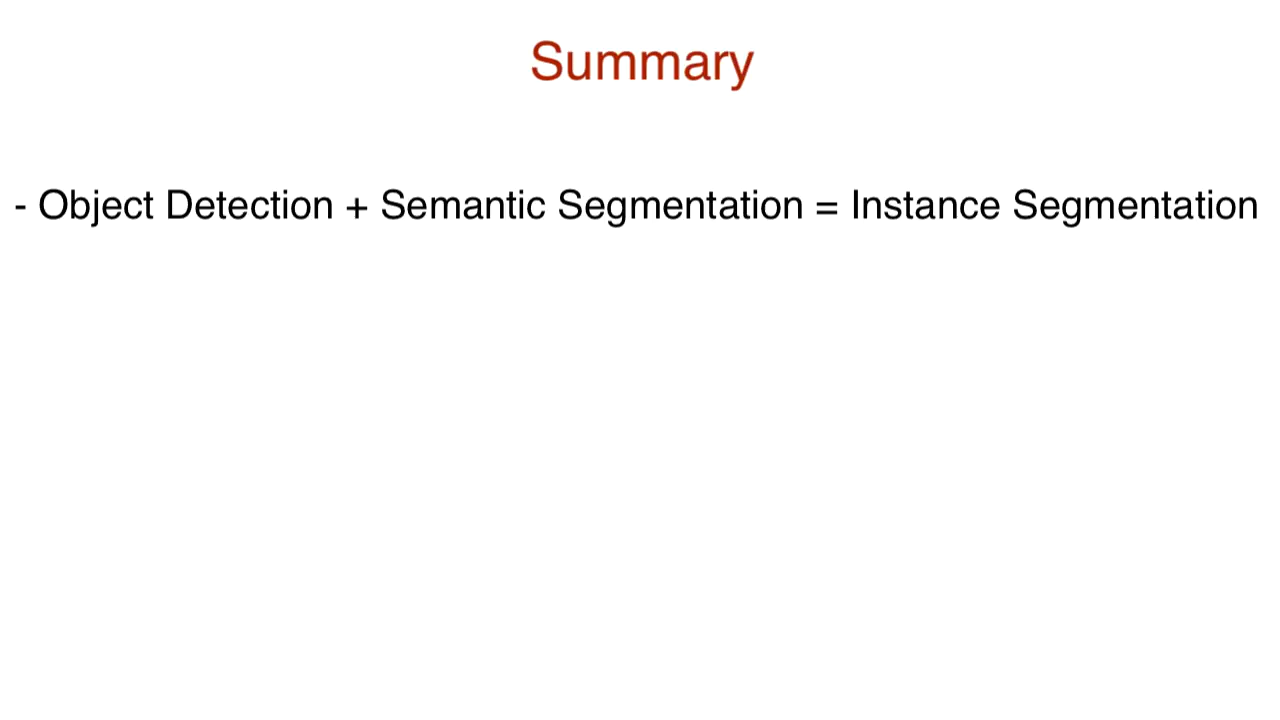 Summary
- Object Detection + Semantic Segmentation = Instance Segmentation